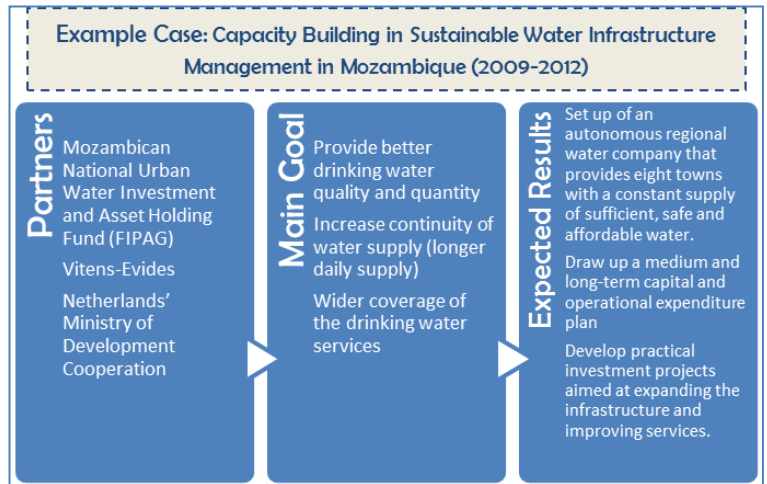 Example Case: Capacity Building in Sustainable Water Infrastructure
Management in Mozambique (2009-2012)
Partners
Mozambican
National Urban
Water Investment
and Asset Holding
Fund (FIPAG)
Vitens-Evides
Netherlands’
Ministry of
Development
Cooperation
Main Goal
Provide better
drinking water
quality and quantity
Increase continuity of
water supply (longer
daily supply)
Wider coverage of
the drinking water
services
Expected Results
Set up of an
autonomous regional
water company that
provides eight towns
with a constant supply
of sufficient, safe and
affordable water.
Draw up a medium and
long-term capital and
operational expenditure
plan
Develop practical
investment projects
aimed at expanding the
infrastructure and
improving services.